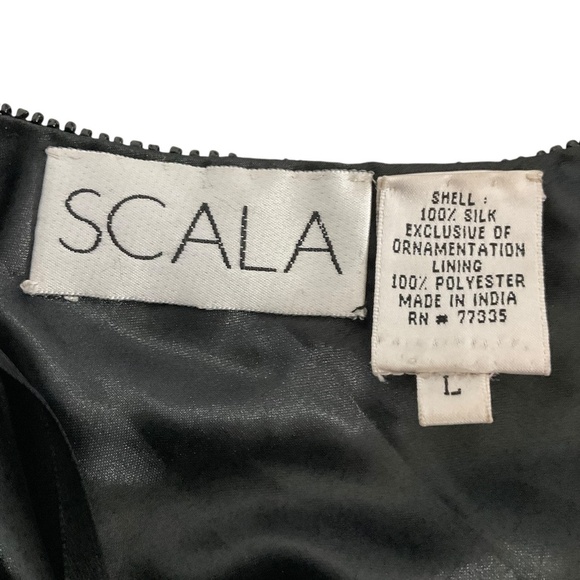 SCALA
SHELL :
100% SILK
EXCLUSIVE OF
ORNAMENTATION
LINING
100% POLYESTER
MADE IN INDIA
RN # 77335
L